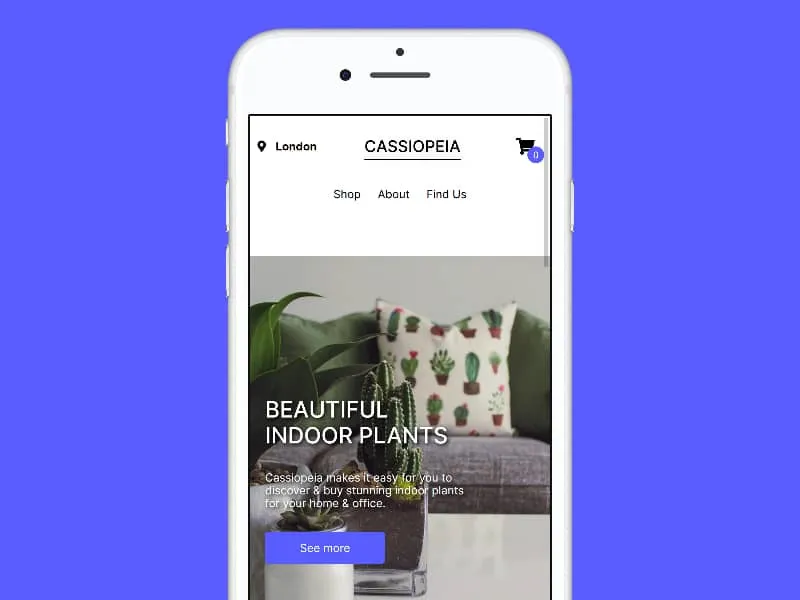 London
CASSIOPEIA
0
Shop About Find Us
BEAUTIFUL
INDOOR PLANTS
Cassiopeia makes it easy for you to
discover & buy stunning indoor plants
for your home & office.
See more